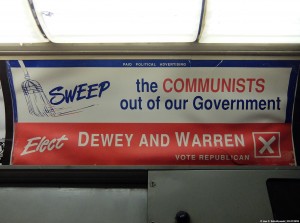 PAID POLITICAL ADVERTISING
SWEEP
the COMMUNISTS
out of our Government
Elect DEWEY AND WARREN
VOTE REPUBLICAN